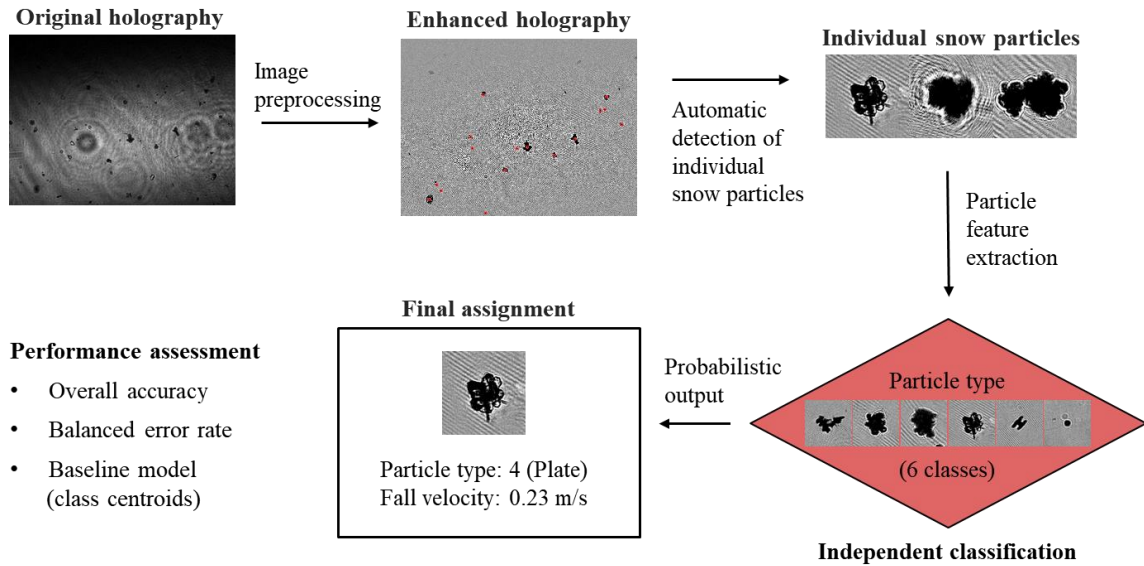 Original holography
Image
preprocessing
Enhanced holography
Automatic
detection of
individual
snow particles
Individual snow particles
Particle
feature
extraction
Particle type
(6 classes)
Independent classification
Probabilistic
output
Final assignment
Particle type: 4 (Plate)
Fall velocity: 0.23 m/s
Performance assessment
• Overall accuracy
• Balanced error rate
• Baseline model
(class centroids)